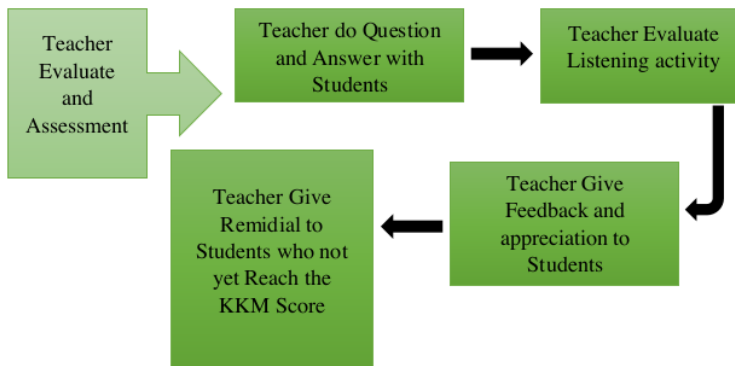 Teacher
Evaluate
and
Assessment
Teacher do Question
and Answer with
Students
Teacher Evaluate
Listening activity
Teacher Give
Feedback and
appreciation to
Students
Teacher Give
Remidial to
Students who not
yet Reach the
KKM Score